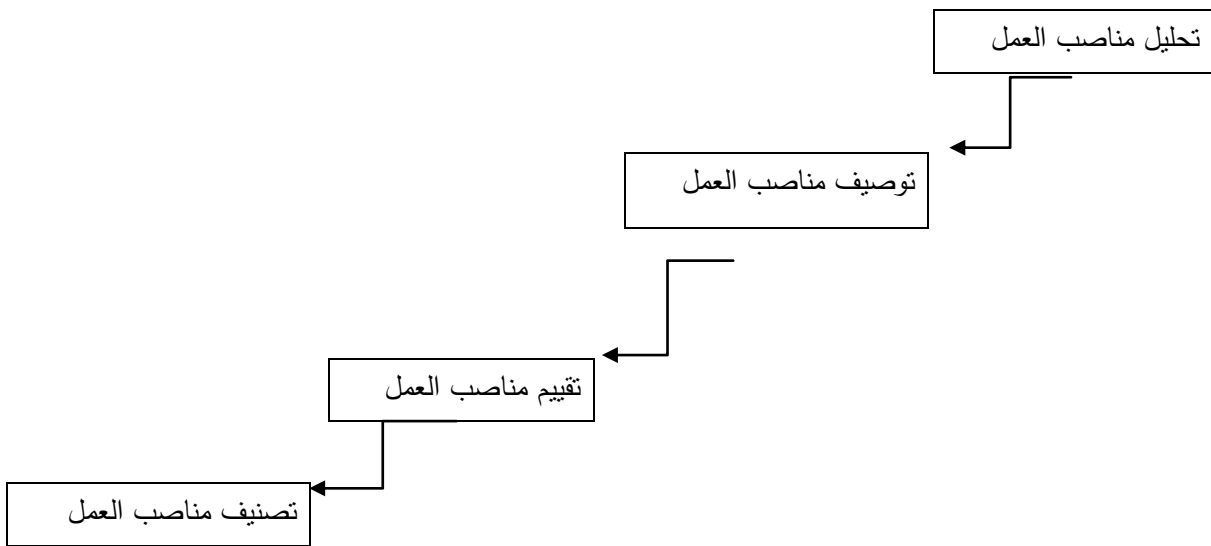 تحليل مناصب العمل
توصيف مناصب العمل
تقييم مناصب العمل
تصنيف مناصب العمل